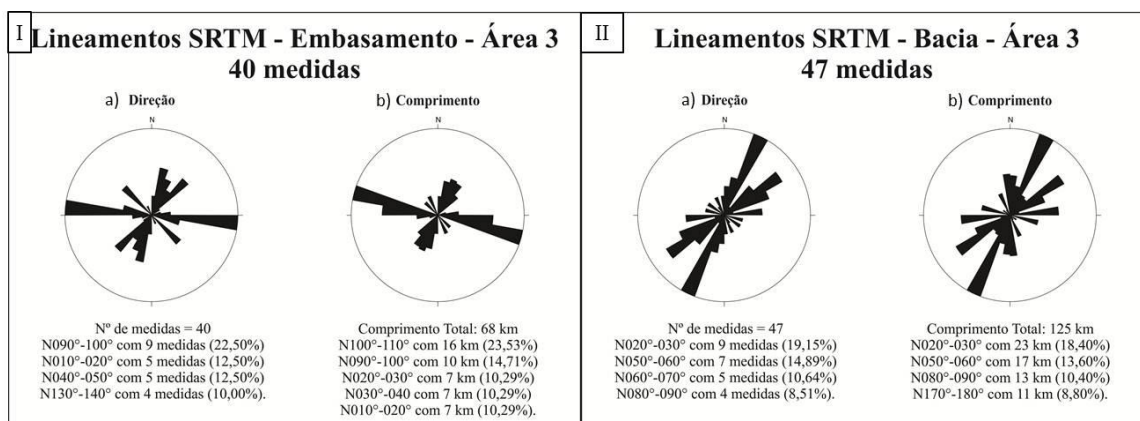 I
Lineamentos SRTM - Embasamento - Área 3
40 medidas
a) Direção
N
Nº de medidas = 40
N090°-100° com 9 medidas (22,50%)
N010°-020° com 5 medidas (12,50%)
N040°-050° com 5 medidas (12,50%)
N130°-140° com 4 medidas (10,00%).
b) Comprimento
N
Comprimento Total: 68 km
N100°-110° com 16 km (23,53%)
N090°-100° com 10 km (14,71%)
N020°-030° com 7 km (10,29%)
N030°-040 com 7 km (10,29%)
N010°-020° com 7 km (10,29%).
II
Lineamentos SRTM - Bacia - Área 3
47 medidas
a) Direção
N
Nº de medidas = 47
N020°-030° com 9 medidas (19,15%)
N050°-060° com 7 medidas (14,89%)
N060°-070° com 5 medidas (10,64%)
N080°-090° com 4 medidas (8,51%).
b) Comprimento
N
Comprimento Total: 125 km
N020°-030° com 23 km (18,40%)
N050°-060° com 17 km (13,60%)
N080°-090° com 13 km (10,40%)
N170°-180° com 11 km (8,80%).